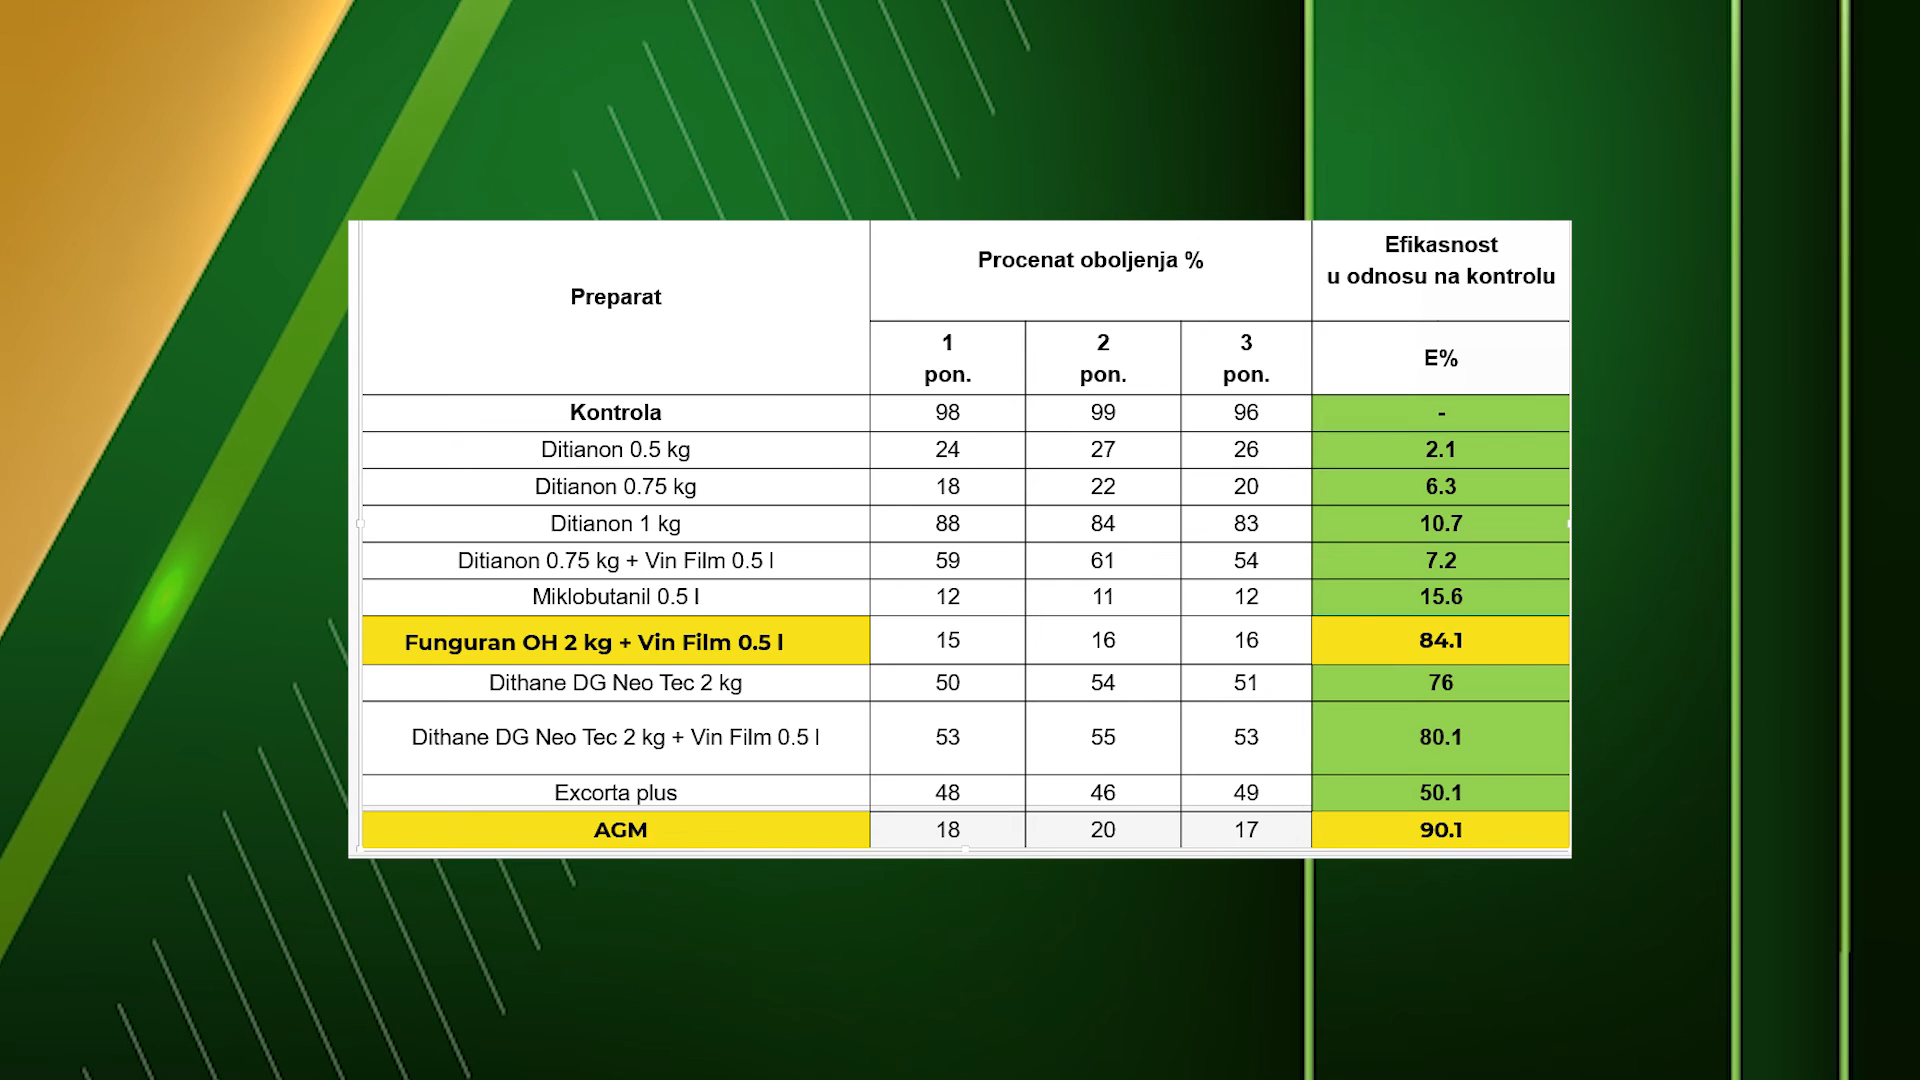 Preparat
Procenat oboljenja %
Efikasnost
u odnosu na kontrolu
1
pon.
2
pon.
3
pon.
E%
Kontrola 98 99 96 -
Ditianon 0.5 kg 24 27 26 2.1
Ditianon 0.75 kg 18 22 20 6.3
Ditianon 1 kg 88 84 83 10.7
Ditianon 0.75 kg + Vin Film 0.5 l 59 61 54 7.2
Miklobutanil 0.5 l 12 11 12 15.6
Funguran OH 2 kg + Vin Film 0.5 l 15 16 16 84.1
Dithane DG Neo Tec 2 kg 50 54 51 76
Dithane DG Neo Tec 2 kg + Vin Film 0.5 l 53 55 53 80.1
Excorta plus 48 46 49 50.1
AGM 18 20 17 90.1